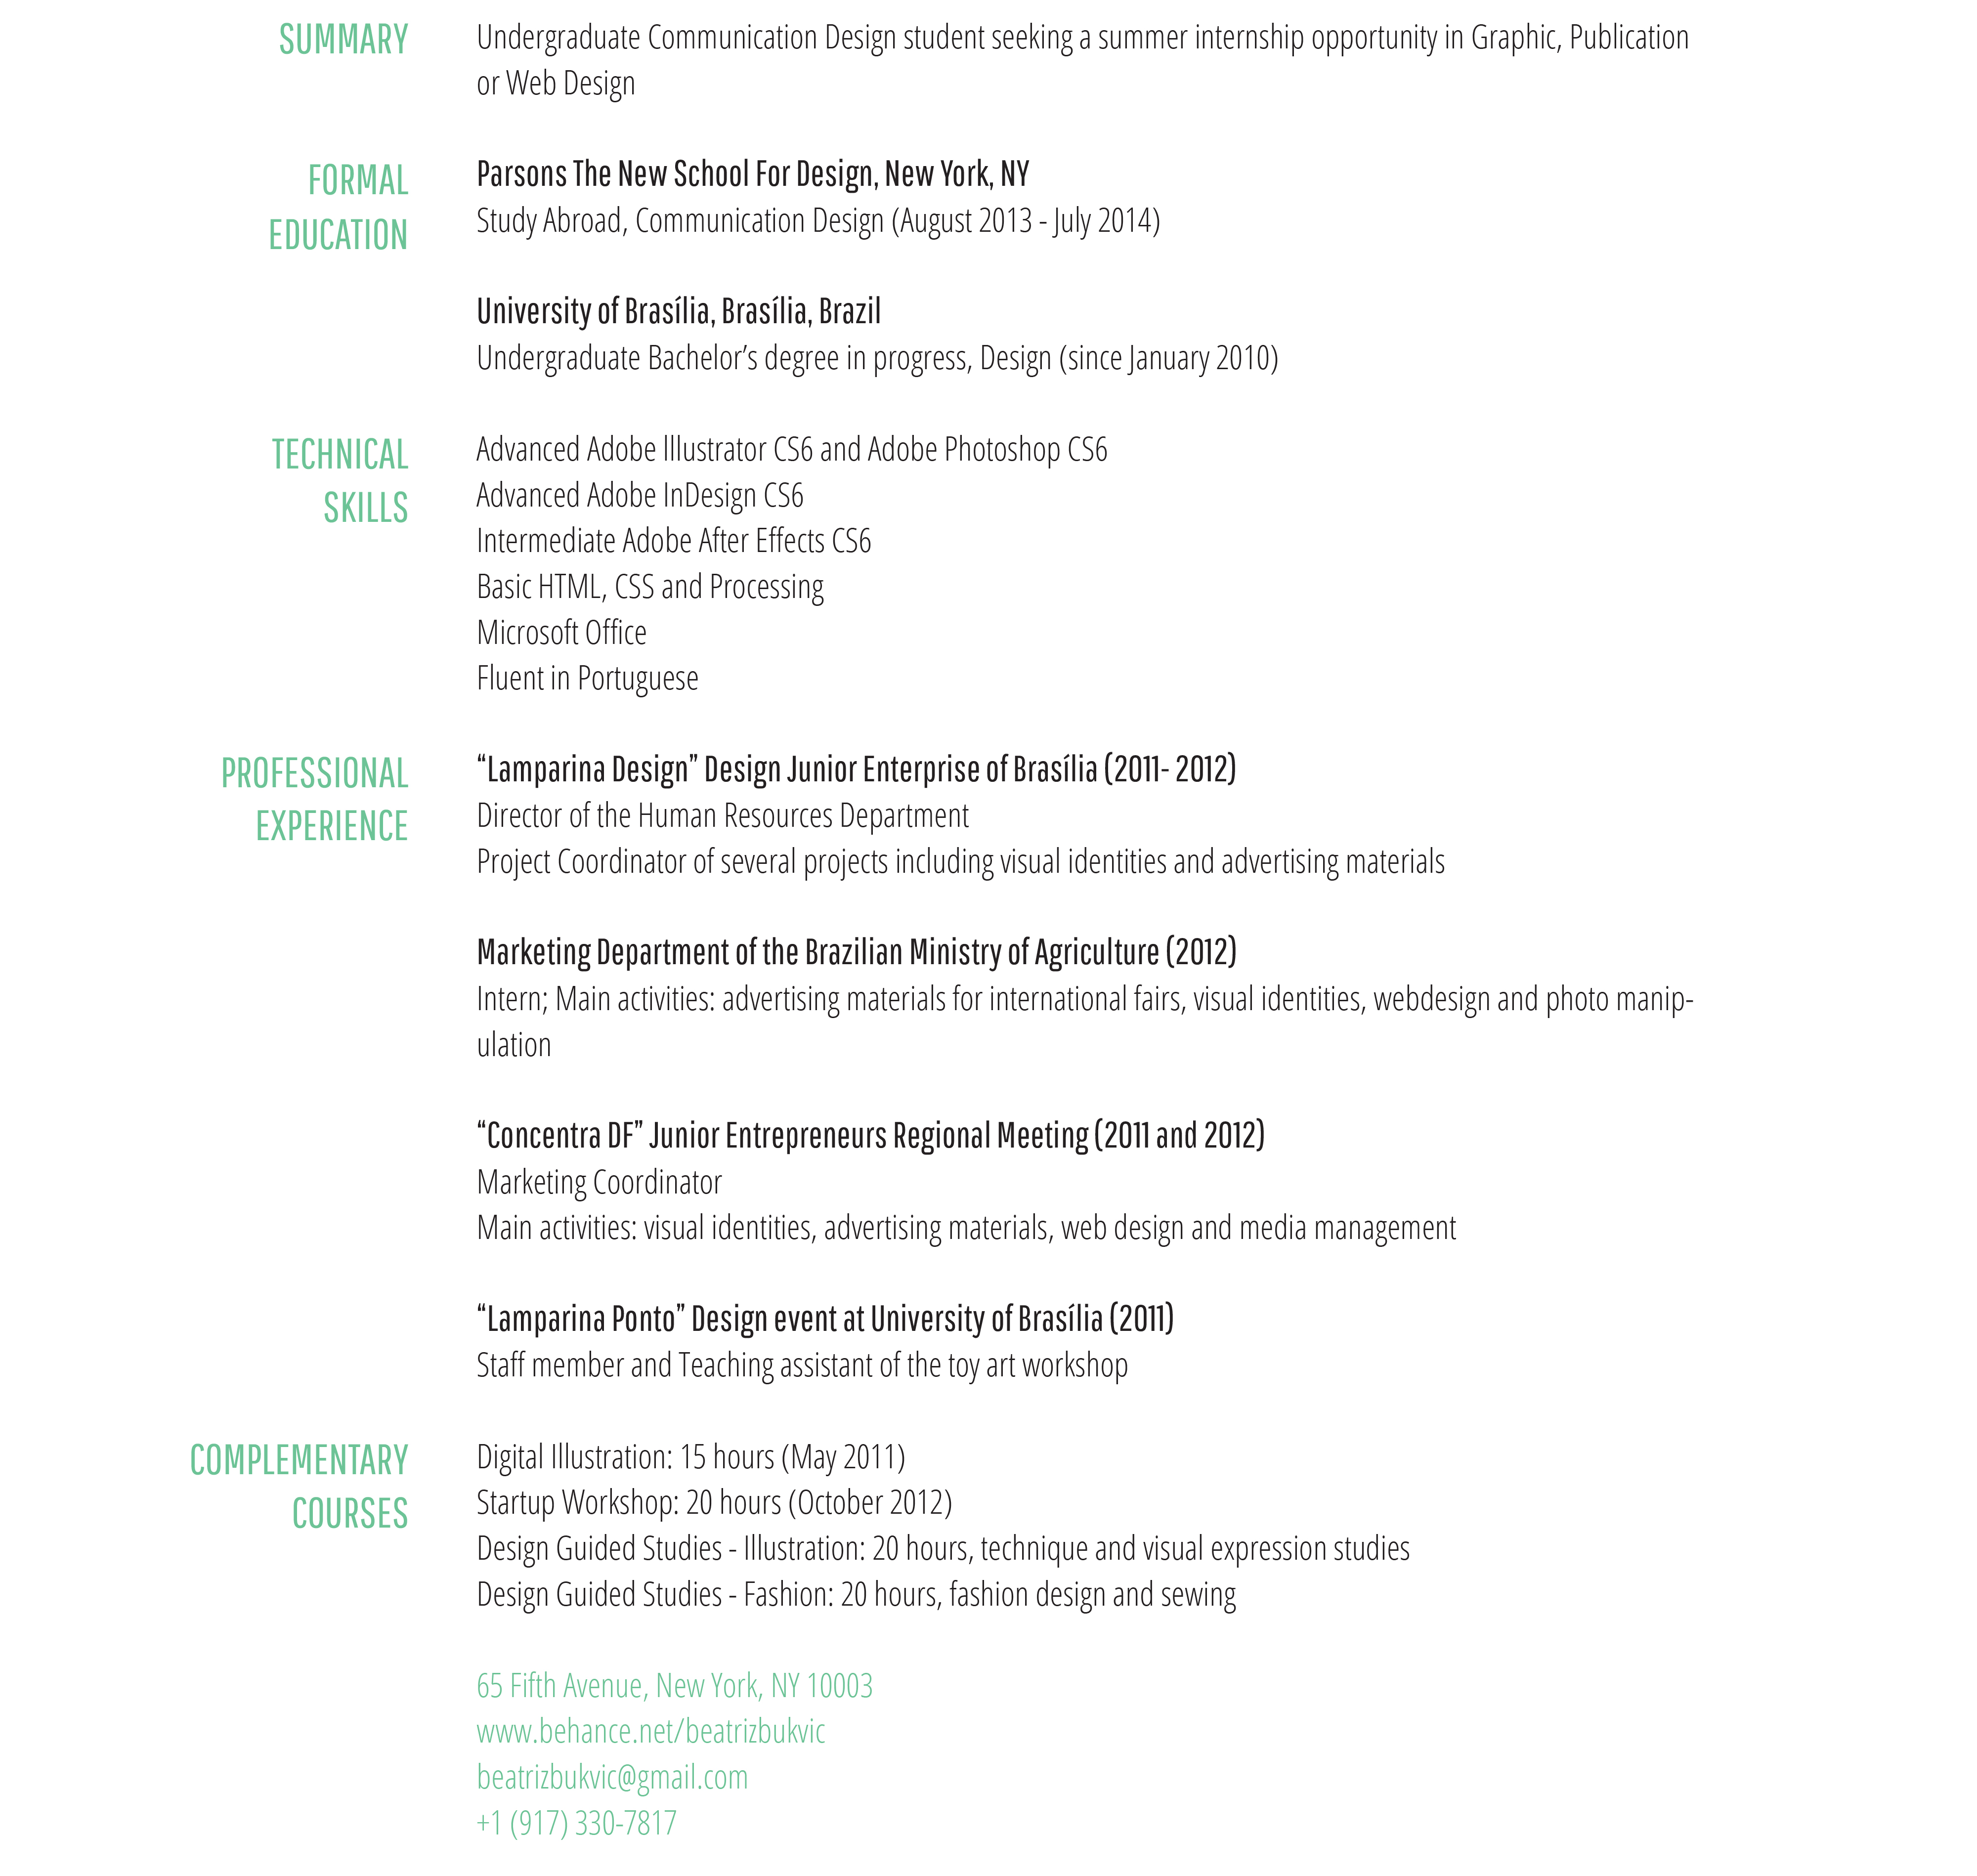 SUMMARY
Undergraduate Communication Design student seeking a summer internship opportunity in Graphic, Publication
or Web Design
FORMAL
EDUCATION
Parsons The New School For Design, New York, NY
Study Abroad, Communication Design (August 2013 - July 2014)
University of Brasília, Brasília, Brazil
Undergraduate Bachelor’s degree in progress, Design (since January 2010)
TECHNICAL
SKILLS
Advanced Adobe lllustrator CS6 and Adobe Photoshop CS6
Advanced Adobe InDesign CS6
Intermediate Adobe After Effects CS6
Basic HTML, CSS and Processing
Microsoft Office
Fluent in Portuguese
PROFESSIONAL
EXPERIENCE
“Lamparina Design” Design Junior Enterprise of Brasília (2011- 2012)
Director of the Human Resources Department
Project Coordinator of several projects including visual identities and advertising materials
Marketing Department of the Brazilian Ministry of Agriculture (2012)
Intern; Main activities: advertising materials for international fairs, visual identities, webdesign and photo manip-
ulation
“Concentra DF” Junior Entrepreneurs Regional Meeting (2011 and 2012)
Marketing Coordinator
Main activities: visual identities, advertising materials, web design and media management
“Lamparina Ponto” Design event at University of Brasília (2011)
Staff member and Teaching assistant of the toy art workshop
COMPLEMENTARY
COURSES
Digital Illustration: 15 hours (May 2011)
Startup Workshop: 20 hours (October 2012)
Design Guided Studies - Illustration: 20 hours, technique and visual expression studies
Design Guided Studies - Fashion: 20 hours, fashion design and sewing
65 Fifth Avenue, New York, NY 10003
www.behance.net/beatrizbukvic
beatrizbukvic@gmail.com
+1 (917) 330-7817